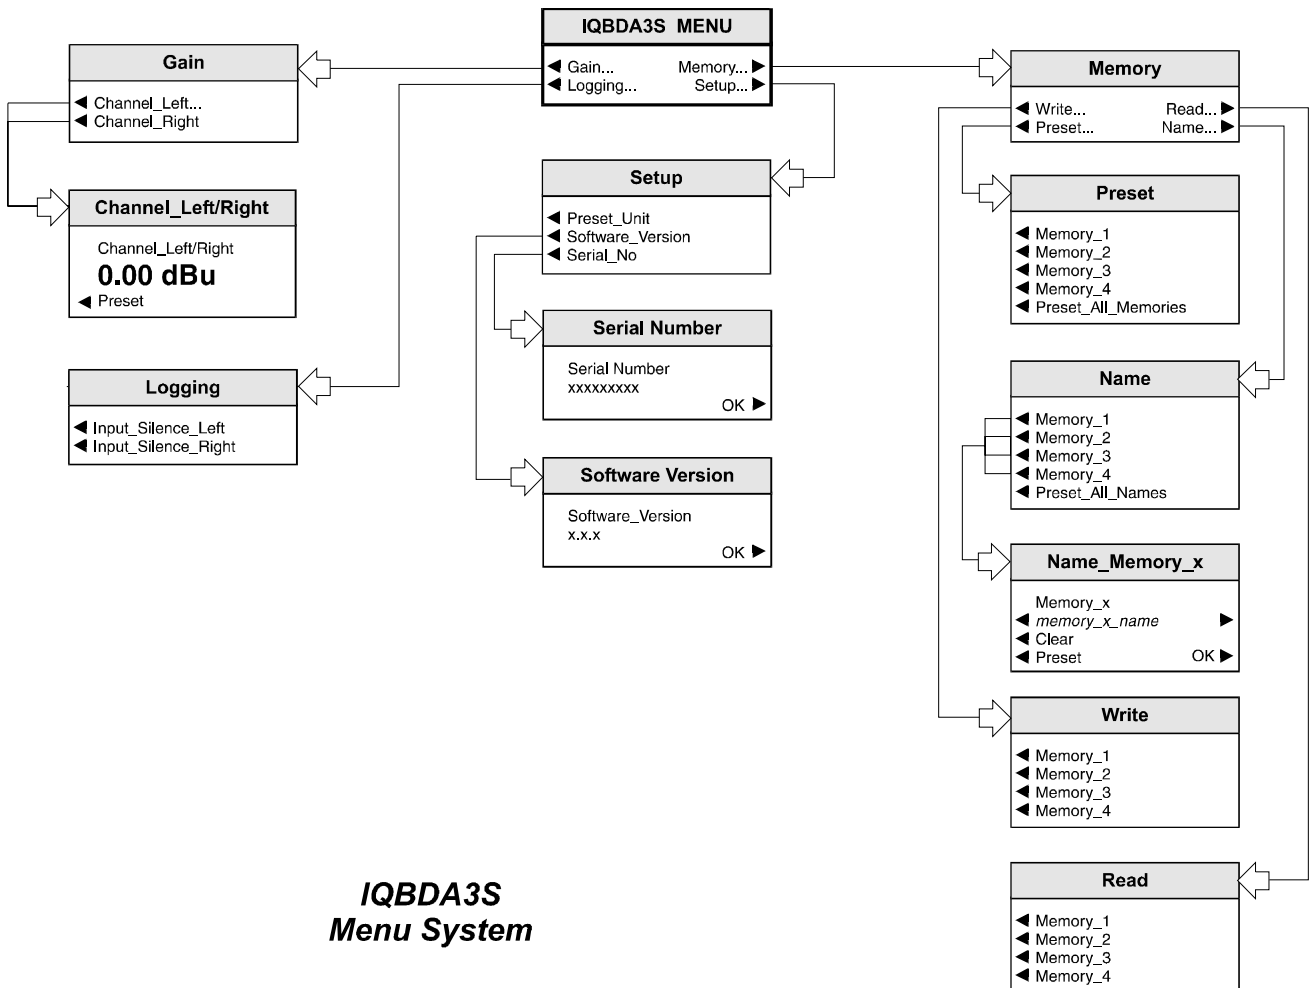 IQBDA3S MENU
Gain... Memory...
Logging... Setup...
Gain
Channel_Left...
Channel_Right
Channel_Left/Right
Channel_Left/Right
0.00 dBu
Preset
Logging
Input_Silence_Left
Input_Silence_Right
Setup
Preset_Unit
Software_Version
Serial_No
Serial Number
Serial Number
xxxxxxxxx
OK
Software Version
Software_Version
x.x.x
OK
Memory
Write... Read...
Preset... Name...
Preset
Memory_1
Memory_2
Memory_3
Memory_4
Preset_All_Memories
Name
Memory_1
Memory_2
Memory_3
Memory_4
Preset_All_Names
Name_Memory_x
Memory_x
memory_x_name
Clear
Preset OK
Write
Memory_1
Memory_2
Memory_3
Memory_4
Read
Memory_1
Memory_2
Memory_3
Memory_4
IQBDA3S
Menu System